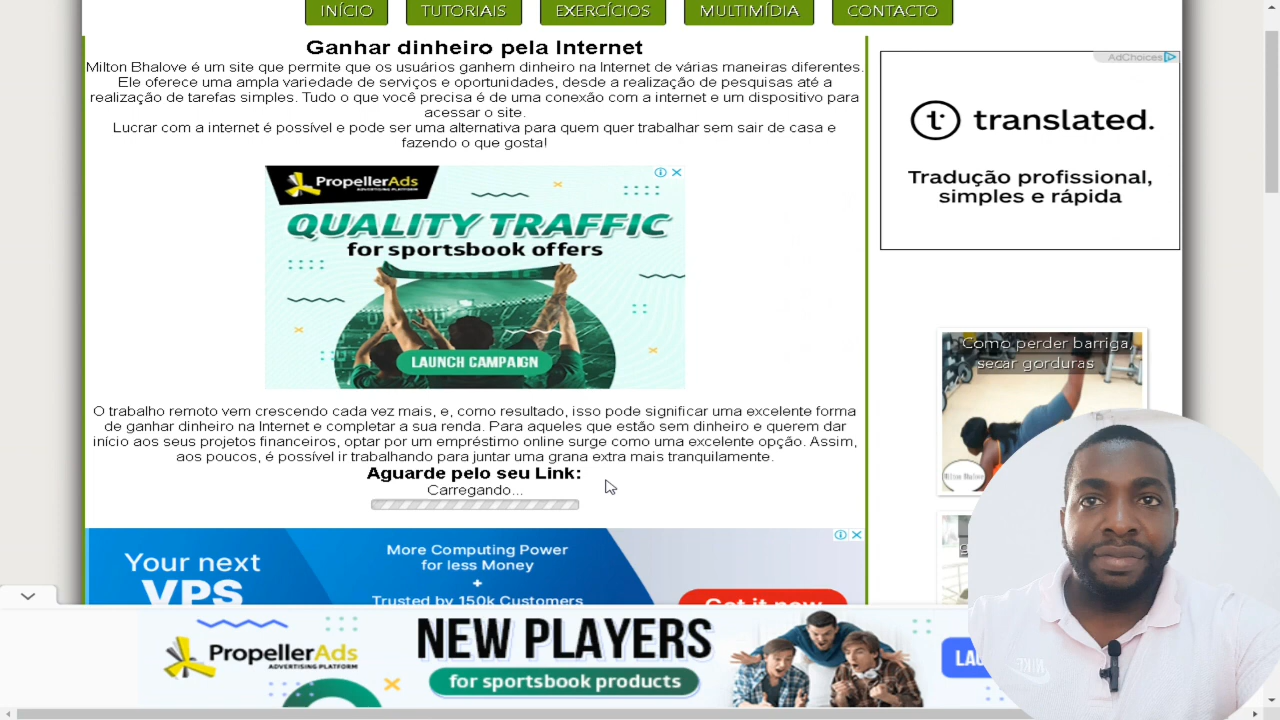 INÍCIO TUTORIAIS EXERCÍCIOS MULTIMÍDIA CONTACTO
Ganhar dinheiro pela Internet
Milton Bhalove é um site que permite que os usuários ganhem dinheiro na Internet de várias maneiras diferentes.
Ele oferece uma ampla variedade de serviços e oportunidades, desde a realização de pesquisas até a
realização de tarefas simples. Tudo o que você precisa é de uma conexão com a internet e um dispositivo para
acessar o site.
Lucrar com a internet é possível e pode ser uma alternativa para quem quer trabalhar sem sair de casa e
fazendo o que gosta!
PropellerAds
ADVERTISING PLATFORM
QUALITY TRAFFIC
for sportsbook offers
LAUNCH CAMPAIGN
O trabalho remoto vem crescendo cada vez mais, e, como resultado, isso pode significar uma excelente forma
de ganhar dinheiro na Internet e completar a sua renda. Para aqueles que estão sem dinheiro e querem dar
início aos seus projetos financeiros, optar por um empréstimo online surge como uma excelente opção. Assim,
aos poucos, é possível ir trabalhando para juntar uma grana extra mais tranquilamente.
Aguarde pelo seu Link:
Carregando...
Your next
VPS
More Computing Power
for less Money
+
Trusted by 150k Customers
Get it now
AdChoices
translated.
Tradução profissional,
simples e rápida
Como perder barriga,
secar gorduras
PropellerAds
ADVERTISING PLATFORM
NEW PLAYERS
for sportsbook products
LAU
NIKE